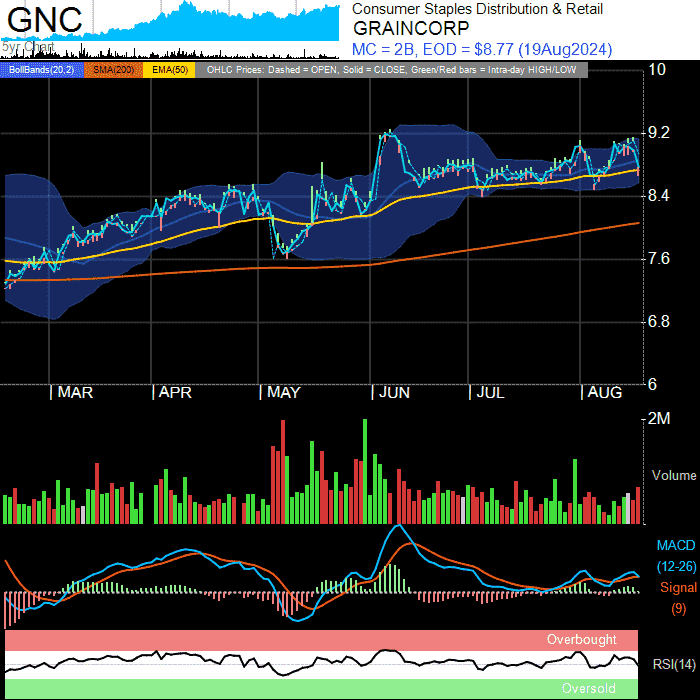 GNC
5yr Chart
Consumer Staples Distribution & Retail
GRAINCORP
MC = 2B, EOD = $8.77 (19Aug2024)
BollBands(20,2) SMA(200) EMA(50) OHLC Prices: Dashed = OPEN, Solid = CLOSE, Green/Red bars = Intra-day HIGH/LOW
10
9.2
8.4
7.6
6.8
6
MAR APR MAY JUN JUL AUG
2M
Volume
MACD
(12-26)
Signal
(9)
Overbought
RSI(14)
Oversold